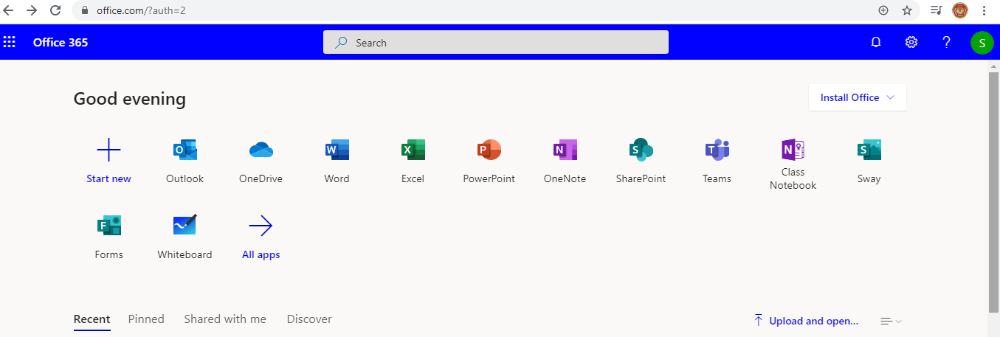 office.com/?auth=2
Office 365
Search
?
S
Good evening
Install Office
Start new
Outlook
OneDrive
Word
Excel
PowerPoint
OneNote
SharePoint
Teams
Class
Notebook
Sway
Forms
Whiteboard
All apps
Recent
Pinned
Shared with me
Discover
Upload and open...